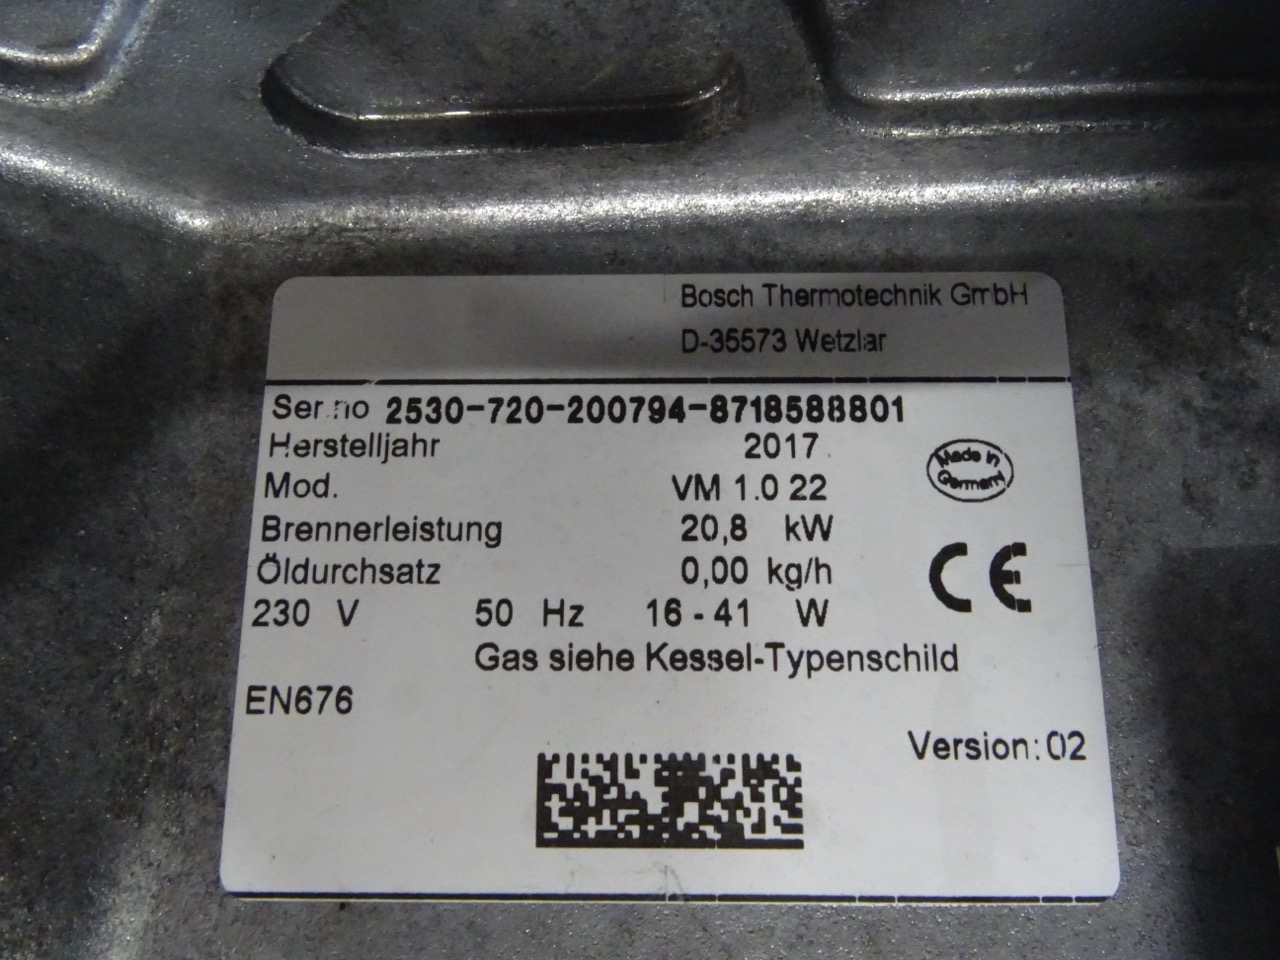 Bosch Thermotechnik GmbH
D-35573 Wetzlar
Ser.no 2530-720-200794-8718588801
Herstelljahr 2017
Made in Germany
Mod. VM 1.0 22
Brennerleistung 20,8 kW
Öldurchsatz 0,00 kg/h
CE
230 V 50 Hz 16 - 41 W
Gas siehe Kessel-Typenschild
EN676
Version: 02